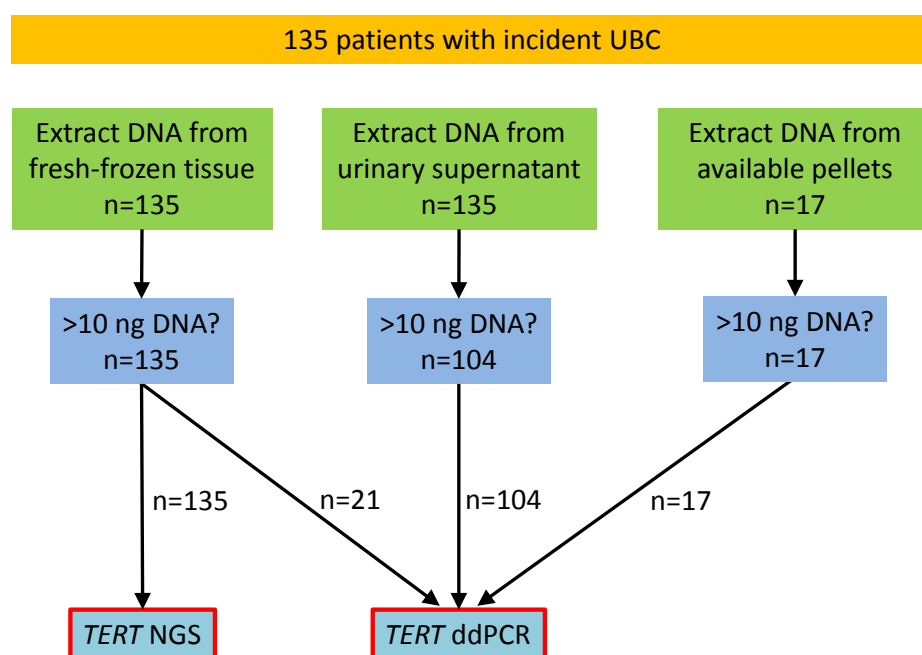 135 patients with incident UBC
Extract DNA from
fresh-frozen tissue
n=135
Extract DNA from
urinary supernatant
n=135
Extract DNA from
available pellets
n=17
>10 ng DNA?
n=135
>10 ng DNA?
n=104
>10 ng DNA?
n=17
n=135
n=21
n=104
n=17
TERT NGS
TERT ddPCR